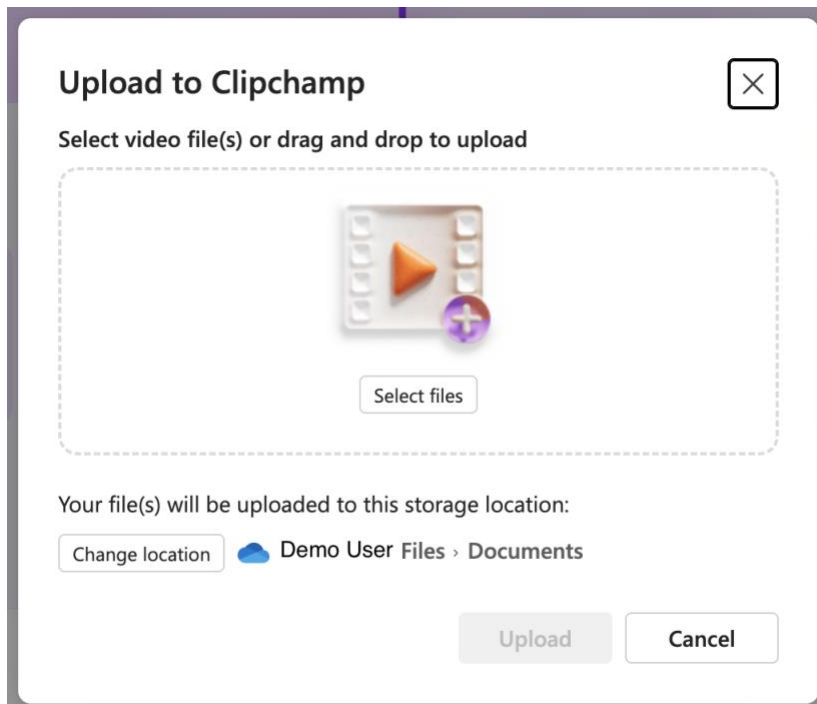 Upload to Clipchamp
Select video file(s) or drag and drop to upload
Select files
Your file(s) will be uploaded to this storage location:
Change location Demo User Files › Documents
Upload Cancel